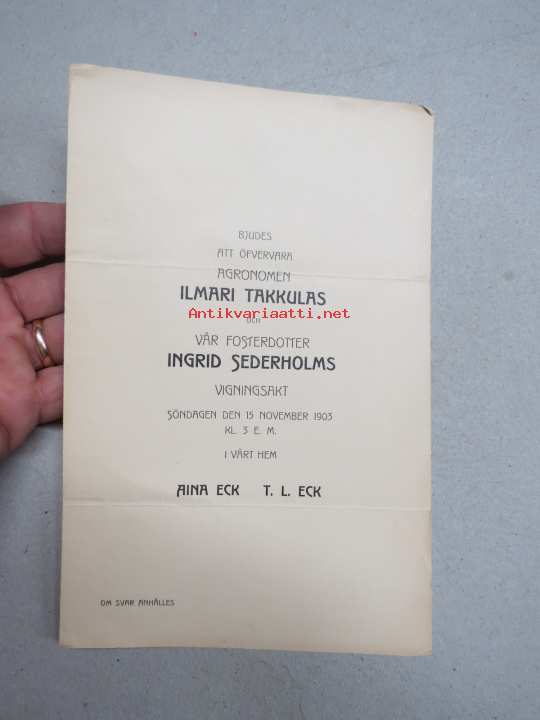 BJUDES
ATT ÖFVERVARA
AGRONOMEN
ILMARI TAKKULAS
Antikvariaatti.net
OCH
VÅR FOSTERDOTTER
INGRID SEDERHOLMS
VIGNINGSAKT
SÖNDAGEN DEN 15 NOVEMBER 1903
KL. 3 E. M.
I VÅRT HEM
AINA ECK T. L. ECK
OM SVAR ANHÅLLES